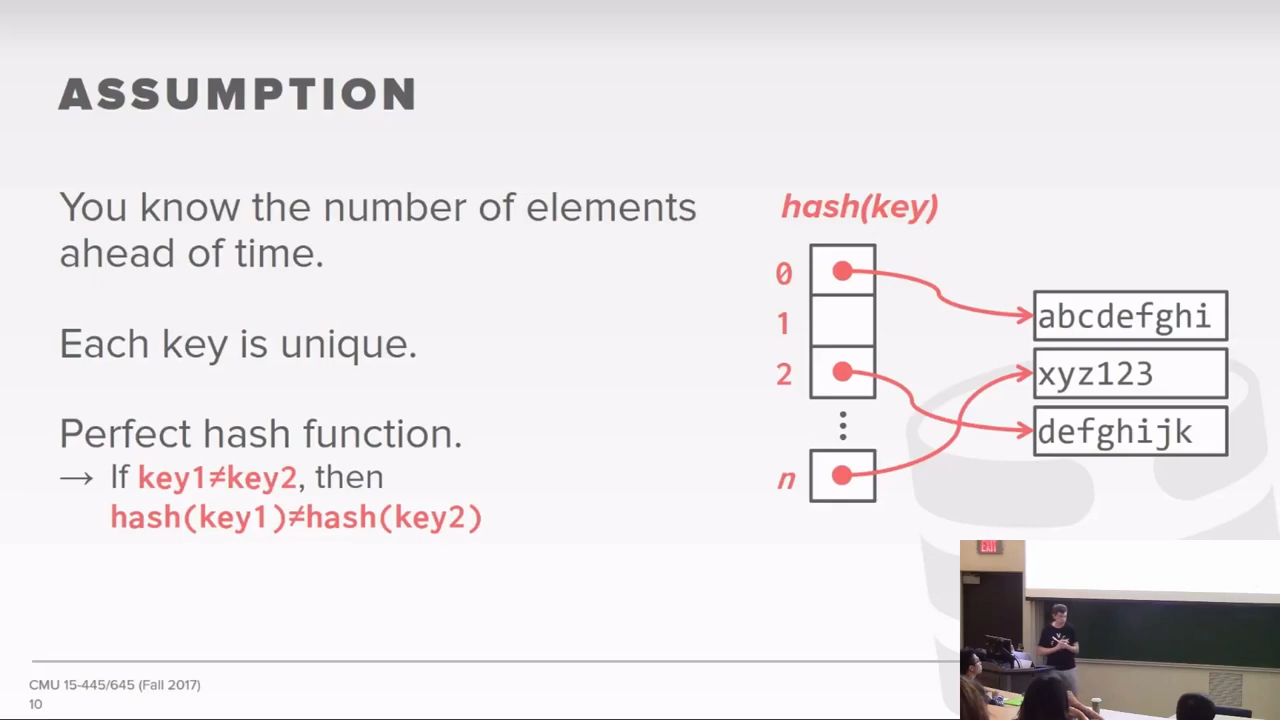 ASSUMPTION
You know the number of elements
ahead of time.
Each key is unique.
Perfect hash function.
→ If key1≠key2, then
hash(key1)≠hash(key2)
hash(key)
0
1
2
⋮
n
abcdefghi
xyz123
defghijk
EXIT
CMU 15-445/645 (Fall 2017)
10